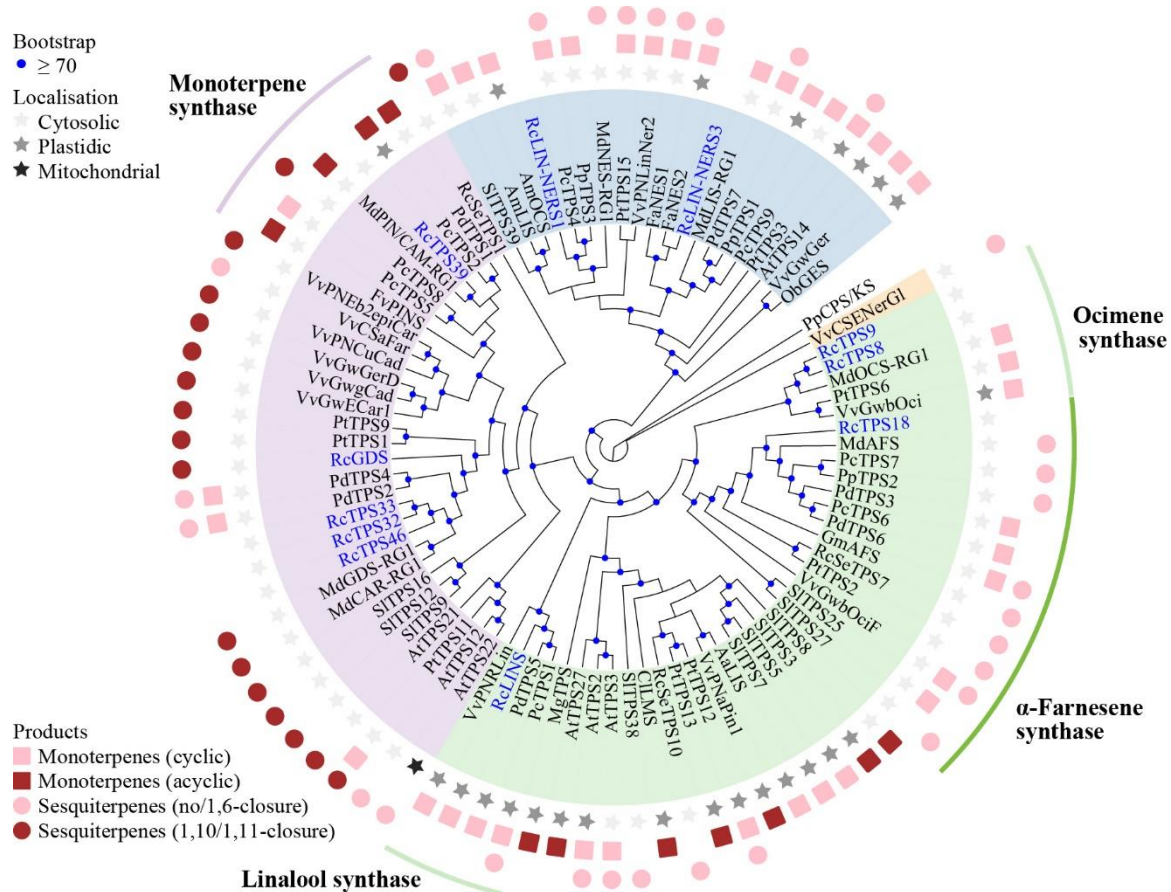 Bootstrap
≥ 70
Localisation
Cytosolic
Plastidic
Mitochondrial
Monoterpene
synthase
Ocimene
synthase
α-Farnesene
synthase
Linalool synthase
Products
Monoterpenes (cyclic)
Monoterpenes (acyclic)
Sesquiterpenes (no/1,6-closure)
Sesquiterpenes (1,10/1,11-closure)
SlTPS39
AmLIS
AmOCS
RcLIN-NERS1
PcTPS4
PpTPS3
MdNES-RG1
PtTPS15
VvPNLinNer2
FaNES1
FaNES2
RcLIN-NERS3
MdLIS-RG1
PdTPS7
PpTPS1
PcTPS9
PtTPS3
AtTPS14
VvGwGer
ObGES
PpCPS/KS
VvCSENerGl
RcTPS9
RcTPS8
MdOCS-RG1
PtTPS6
VvGwbOci
RcTPS18
MdAFS
PcTPS7
PpTPS2
PdTPS3
PcTPS6
PdTPS6
GmAFS
RcSeTPS7
PtTPS2
VvGwbOciF
SlTPS25
SlTPS27
SlTPS8
SlTPS3
SlTPS5
SlTPS7
AaLIS
VvPNaPin1
PtTPS12
PtTPS13
RcSeTPS10
ClLMS
SlTPS38
AtTPS3
AtTPS2
AtTPS27
MgTPS
PcTPS1
PdTPS5
RcLINS
VvPNRLin
AtTPS22
AtTPS12
PtTPS11
AtTPS21
SlTPS9
SlTPS12
SlTPS16
MdCAR-RG1
MdGDS-RG1
RcTPS46
RcTPS32
RcTPS33
PdTPS2
PdTPS4
RcGDS
PtTPS1
PtTPS9
VvGwECar1
VvGwgCad
VvGwGerD
VvPNCuCad
VvCSaFar
VvPNEb2epiCar
FvPINS
PcTPS5
PcTPS8
MdPIN/CAM-RG1
RcTPS39
PcTPS2
PdTPS1
RcSeTPS1